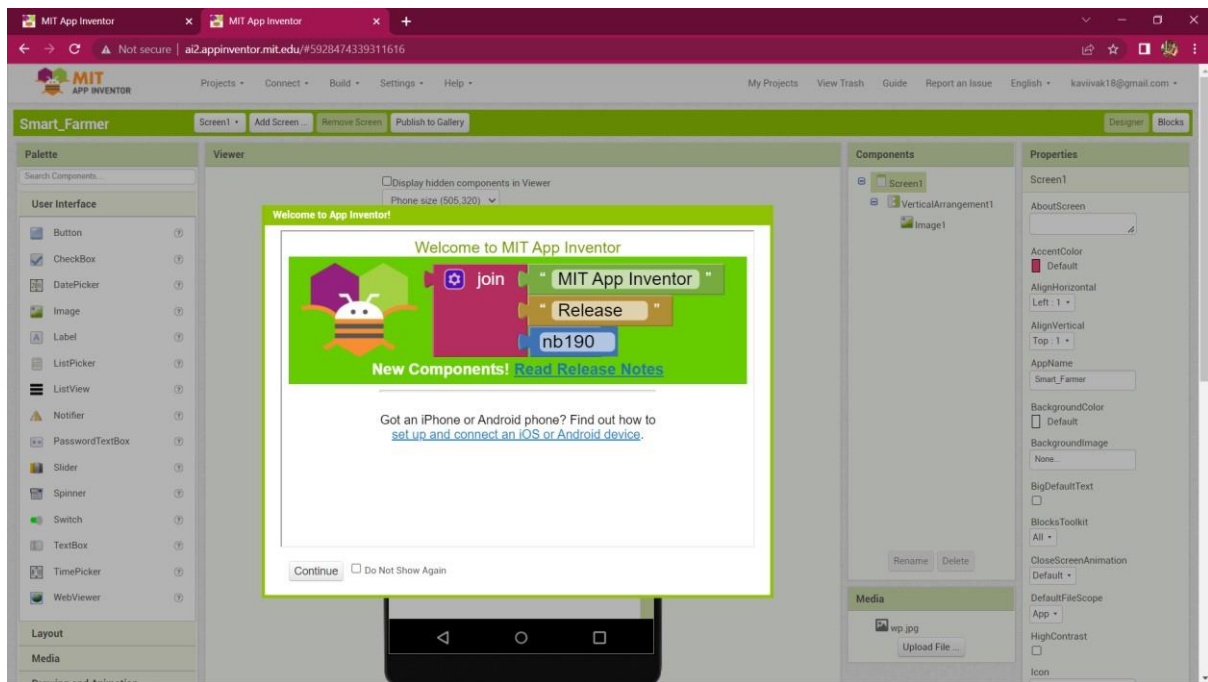 MIT App Inventor
MIT App Inventor
Not secure | ai2.appinventor.mit.edu/#5928474339311616
MIT
APP INVENTOR
Projects Connect Build Settings Help
My Projects View Trash Guide Report an Issue English kaviivak18@gmail.com
Smart_Farmer
Screen1 Add Screen ... Remove Screen Publish to Gallery
Designer Blocks
Palette
Search Components...
User Interface
Button
CheckBox
DatePicker
Image
Label
ListPicker
ListView
Notifier
PasswordTextBox
Slider
Spinner
Switch
TextBox
TimePicker
WebViewer
Layout
Media
Drawing and Animation
Viewer
Display hidden components in Viewer
Phone size (505,320)
Welcome to App Inventor!
Welcome to MIT App Inventor
join " MIT App Inventor "
" Release "
nb190
New Components! Read Release Notes
Got an iPhone or Android phone? Find out how to
set up and connect an iOS or Android device.
Continue Do Not Show Again
Components
Screen1
VerticalArrangement1
Image1
Rename Delete
Media
wp.jpg
Upload File ...
Properties
Screen1
AboutScreen
AccentColor
Default
AlignHorizontal
Left : 1
AlignVertical
Top : 1
AppName
Smart_Farmer
BackgroundColor
Default
BackgroundImage
None...
BigDefaultText
BlocksToolkit
All
CloseScreenAnimation
Default
DefaultFileScope
App
HighContrast
Icon